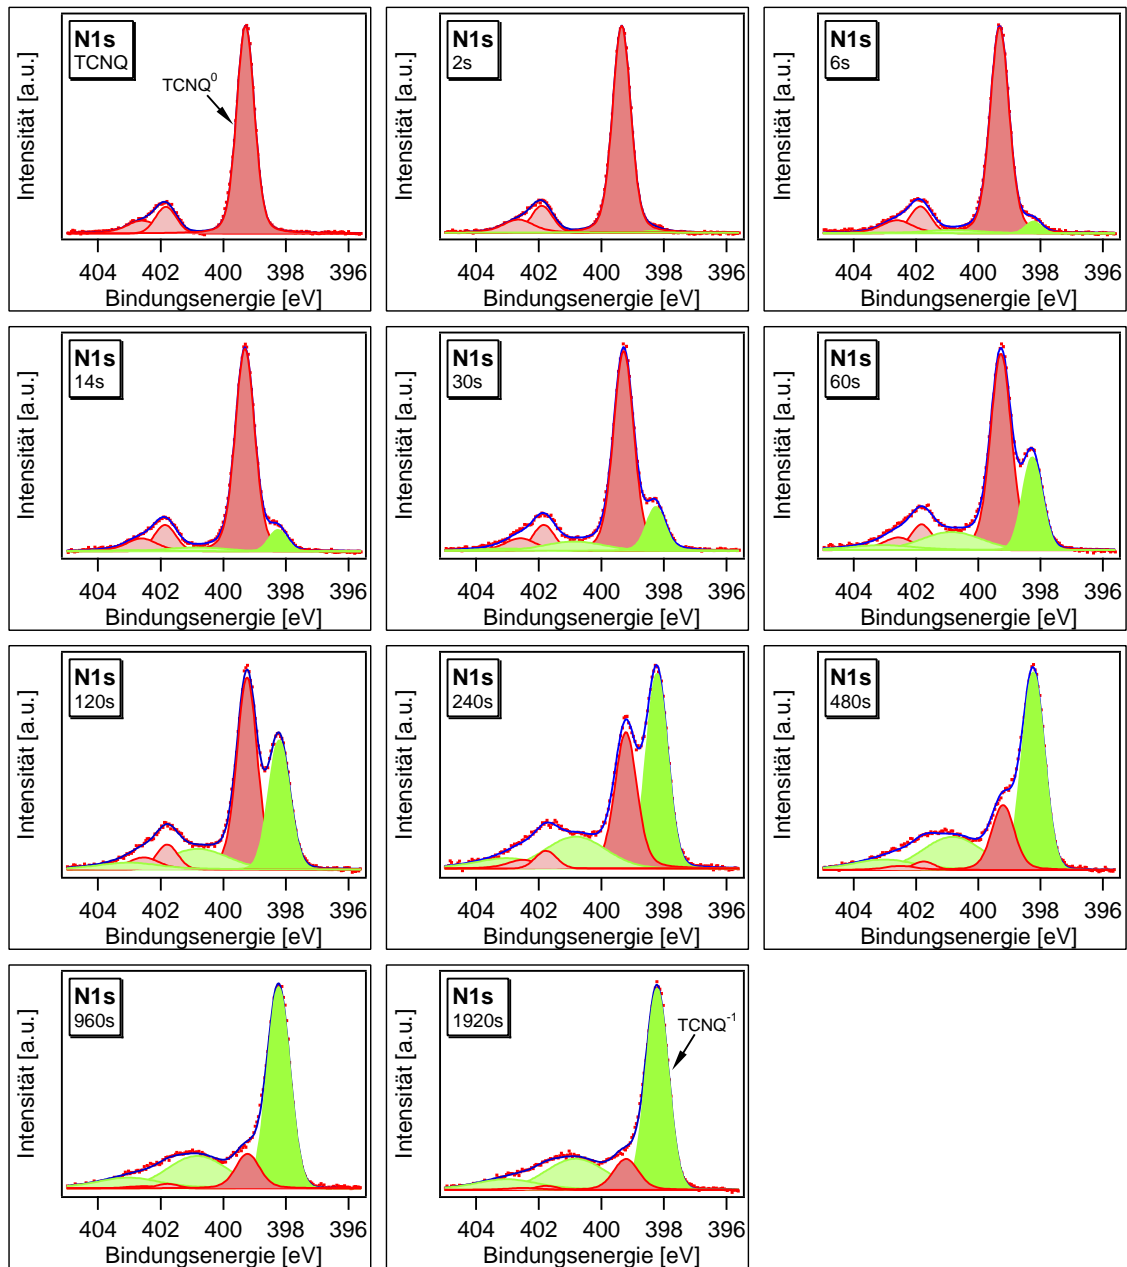 N1s
TCNQ
TCNQ⁰
Intensität [a.u.]
404 402 400 398 396
Bindungsenergie [eV]
N1s
2s
Intensität [a.u.]
404 402 400 398 396
Bindungsenergie [eV]
N1s
6s
Intensität [a.u.]
404 402 400 398 396
Bindungsenergie [eV]
N1s
14s
Intensität [a.u.]
404 402 400 398 396
Bindungsenergie [eV]
N1s
30s
Intensität [a.u.]
404 402 400 398 396
Bindungsenergie [eV]
N1s
60s
Intensität [a.u.]
404 402 400 398 396
Bindungsenergie [eV]
N1s
120s
Intensität [a.u.]
404 402 400 398 396
Bindungsenergie [eV]
N1s
240s
Intensität [a.u.]
404 402 400 398 396
Bindungsenergie [eV]
N1s
480s
Intensität [a.u.]
404 402 400 398 396
Bindungsenergie [eV]
N1s
960s
Intensität [a.u.]
404 402 400 398 396
Bindungsenergie [eV]
N1s
1920s
TCNQ⁻¹
Intensität [a.u.]
404 402 400 398 396
Bindungsenergie [eV]